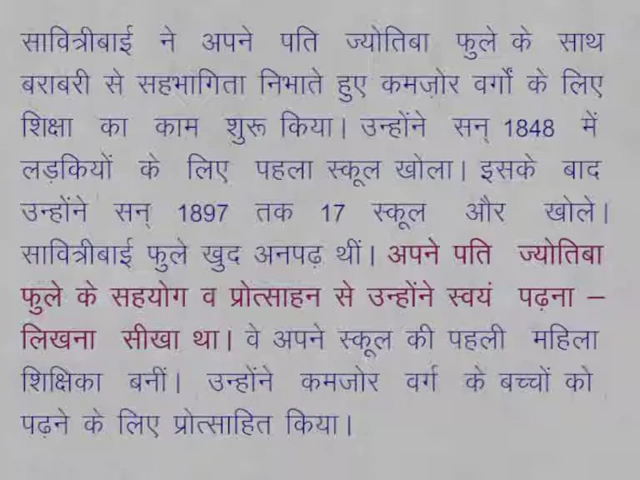 सावित्रीबाई ने अपने पति ज्योतिबा फुले के साथ
बराबरी से सहभागिता निभाते हुए कमज़ोर वर्गों के लिए
शिक्षा का काम शुरू किया। उन्होंने सन् 1848 में
लड़कियों के लिए पहला स्कूल खोला। इसके बाद
उन्होंने सन् 1897 तक 17 स्कूल और खोले।
सावित्रीबाई फुले खुद अनपढ़ थीं। अपने पति ज्योतिबा
फुले के सहयोग व प्रोत्साहन से उन्होंने स्वयं पढ़ना –
लिखना सीखा था। वे अपने स्कूल की पहली महिला
शिक्षिका बनीं। उन्होंने कमजोर वर्ग के बच्चों को
पढ़ने के लिए प्रोत्साहित किया।